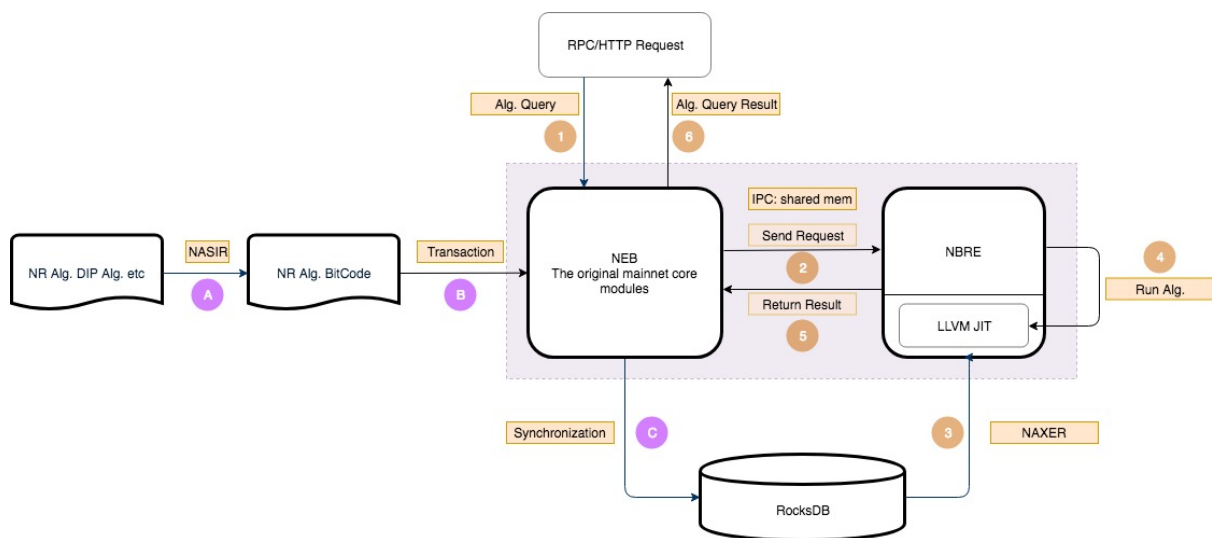 RPC/HTTP Request
Alg. Query
Alg. Query Result
1
6
IPC: shared mem
Send Request
2
NEB
The original mainnet core
modules
NBRE
4
Run Alg.
NASIR
Transaction
NR Alg. DIP Alg. etc
NR Alg. BitCode
A
B
Return Result
5
LLVM JIT
Synchronization
C
3
NAXER
RocksDB